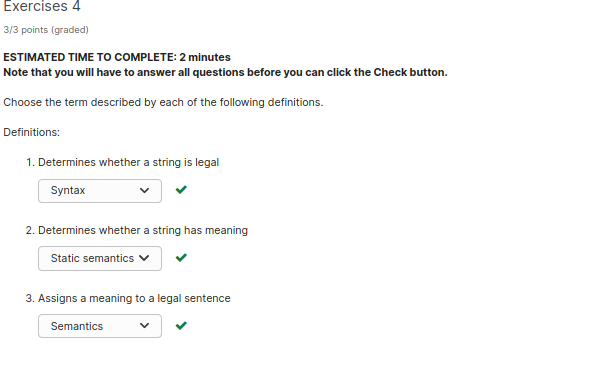 Exercises 4
3/3 points (graded)
ESTIMATED TIME TO COMPLETE: 2 minutes
Note that you will have to answer all questions before you can click the Check button.
Choose the term described by each of the following definitions.
Definitions:
1. Determines whether a string is legal
Syntax
2. Determines whether a string has meaning
Static semantics
3. Assigns a meaning to a legal sentence
Semantics